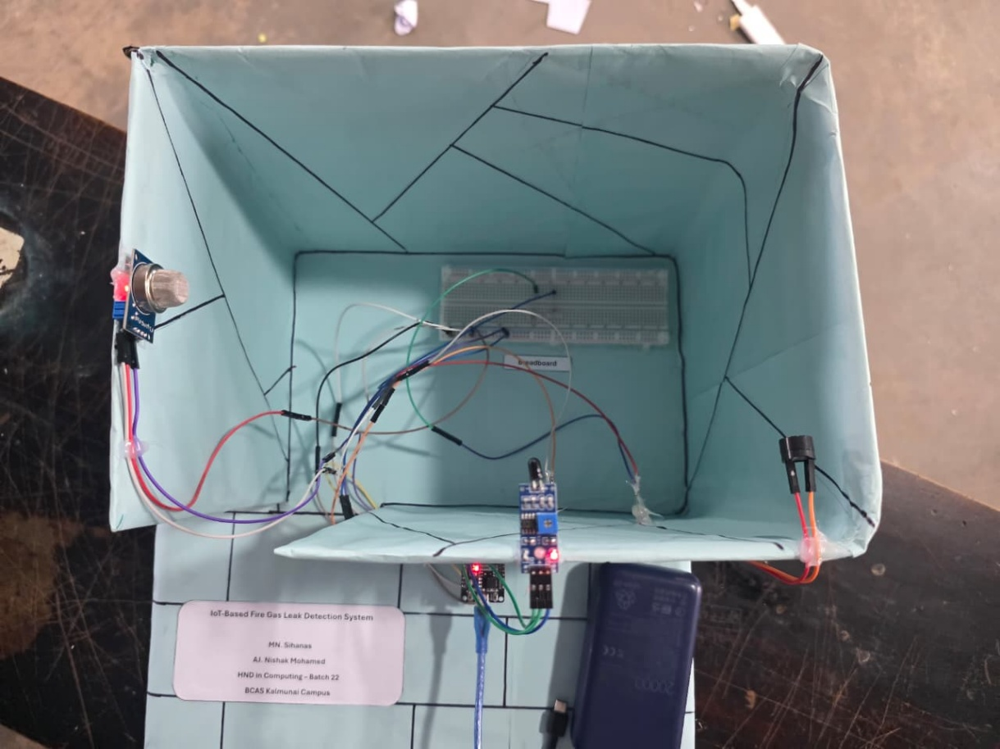 Breadboard
IoT-Based Fire Gas Leak Detection System
MN. Sihanas
AJ. Nishak Mohamed
HND in Computing – Batch 22
BCAS Kalmunai Campus
20000